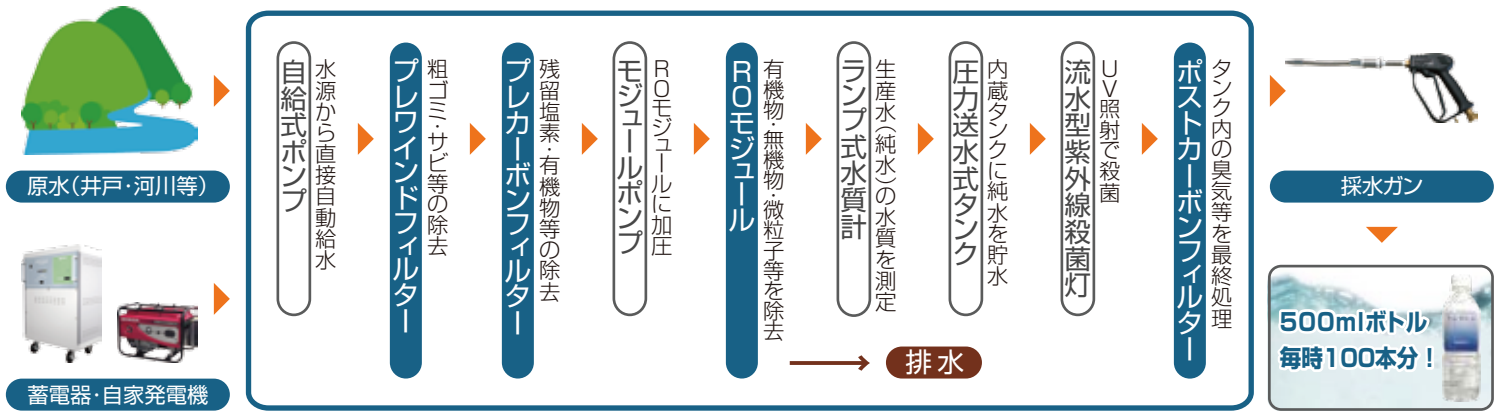 原水(井戸・河川等)
蓄電器・自家発電機
自給式ポンプ
水源から直接自動給水
プレワインドフィルター
粗ゴミ・サビ等の除去
プレカーボンフィルター
残留塩素・有機物等の除去
モジュールポンプ
ROモジュールに加圧
ROモジュール
有機物・無機物・微粒子等を除去
排水
ランプ式水質計
生産水(純水)の水質を測定
圧力送水式タンク
内蔵タンクに純水を貯水
流水型紫外線殺菌灯
UV照射で殺菌
ポストカーボンフィルター
タンク内の臭気等を最終処理
採水ガン
500mlボトル
毎時100本分！